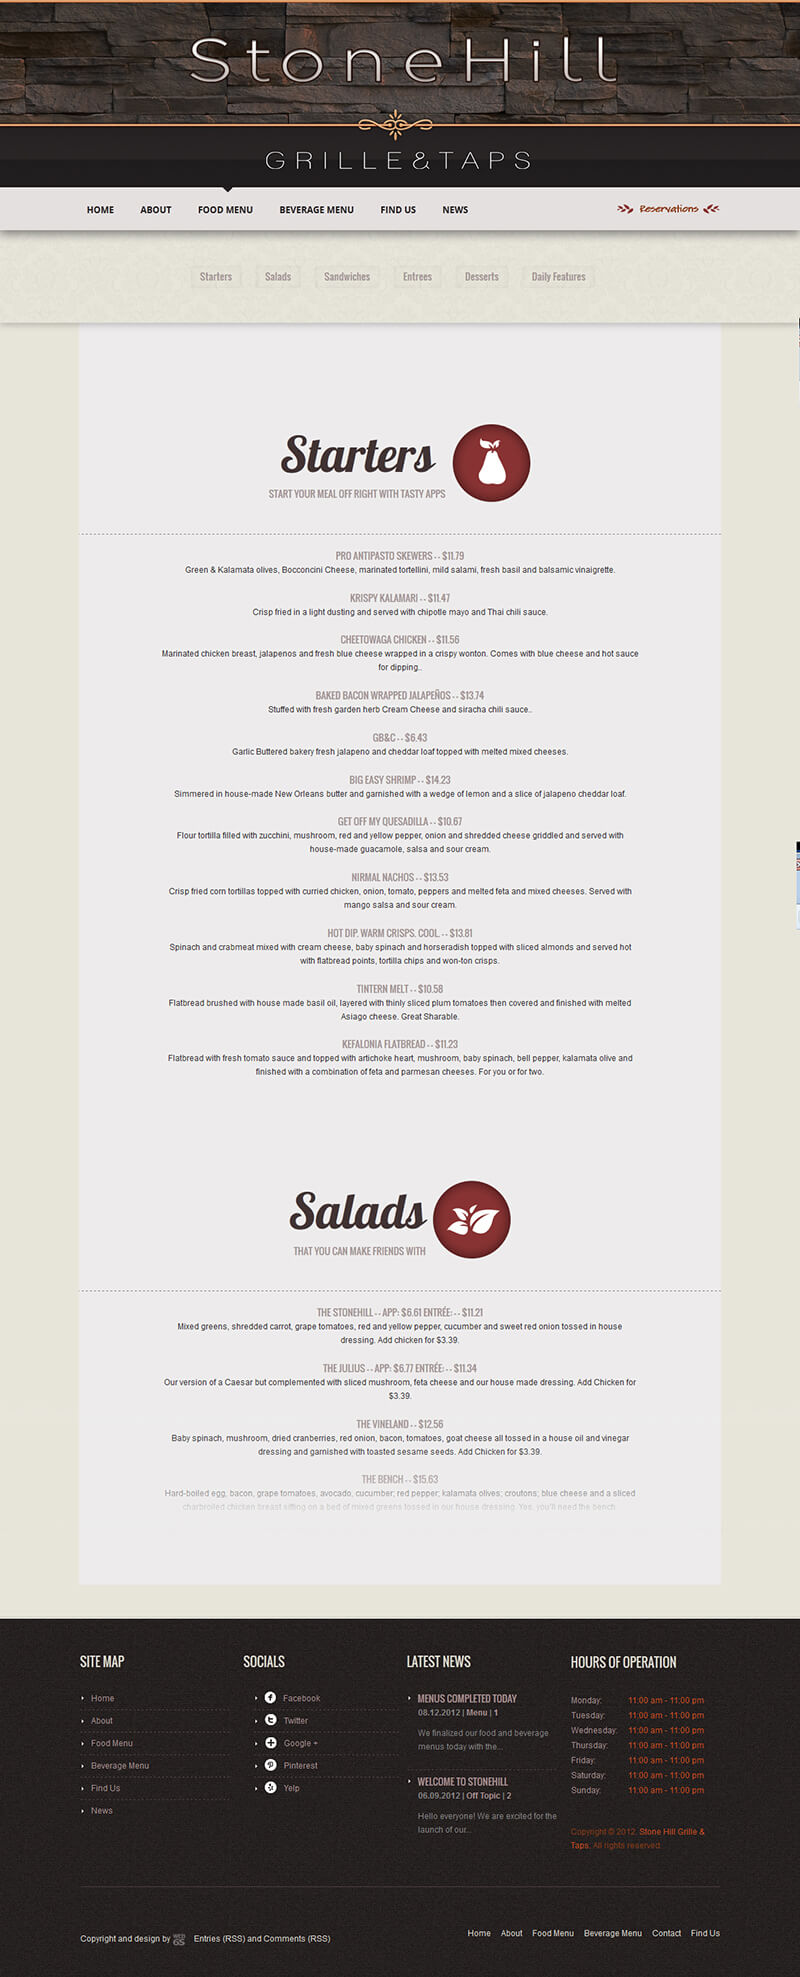 StoneHill
GRILLE&TAPS
HOME ABOUT FOOD MENU BEVERAGE MENU FIND US NEWS Reservations
Starters Salads Sandwiches Entrees Desserts Daily Features
Starters
START YOUR MEAL OFF RIGHT WITH TASTY APPS
PRO ANTIPASTO SKEWERS - - $11.79
Green & Kalamata olives, Bocconcini Cheese, marinated tortellini, mild salami, fresh basil and balsamic vinaigrette.
KRISPY KALAMARI - - $11.47
Crisp fried in a light dusting and served with chipotle mayo and Thai chili sauce.
CHEETOWAGA CHICKEN - - $11.56
Marinated chicken breast, jalapenos and fresh blue cheese wrapped in a crispy wonton. Comes with blue cheese and hot sauce
for dipping..
BAKED BACON WRAPPED JALAPEÑOS - - $13.74
Stuffed with fresh garden herb Cream Cheese and siracha chili sauce..
GB&C - - $6.43
Garlic Buttered bakery fresh jalapeno and cheddar loaf topped with melted mixed cheeses.
BIG EASY SHRIMP - - $14.23
Simmered in house-made New Orleans butter and garnished with a wedge of lemon and a slice of jalapeno cheddar loaf.
GET OFF MY QUESADILLA - - $10.67
Flour tortilla filled with zucchini, mushroom, red and yellow pepper, onion and shredded cheese griddled and served with
house-made guacamole, salsa and sour cream.
NIRMAL NACHOS - - $13.53
Crisp fried corn tortillas topped with curried chicken, onion, tomato, peppers and melted feta and mixed cheeses. Served with
mango salsa and sour cream.
HOT DIP. WARM CRISPS. COOL. - - $13.81
Spinach and crabmeat mixed with cream cheese, baby spinach and horseradish topped with sliced almonds and served hot
with flatbread points, tortilla chips and won-ton crisps.
TINTERN MELT - - $10.58
Flatbread brushed with house made basil oil, layered with thinly sliced plum tomatoes then covered and finished with melted
Asiago cheese. Great Sharable.
KEFALONIA FLATBREAD - - $11.23
Flatbread with fresh tomato sauce and topped with artichoke heart, mushroom, baby spinach, bell pepper, kalamata olive and
finished with a combination of feta and parmesan cheeses. For you or for two.
Salads
THAT YOU CAN MAKE FRIENDS WITH
THE STONEHILL - - APP: $6.61 ENTRÉE: - - $11.21
Mixed greens, shredded carrot, grape tomatoes, red and yellow pepper, cucumber and sweet red onion tossed in house
dressing. Add chicken for $3.39.
THE JULIUS - - APP: $6.77 ENTRÉE: - - $11.34
Our version of a Caesar but complemented with sliced mushroom, feta cheese and our house made dressing. Add Chicken for
$3.39.
THE VINELAND - - $12.56
Baby spinach, mushroom, dried cranberries, red onion, bacon, tomatoes, goat cheese all tossed in a house oil and vinegar
dressing and garnished with toasted sesame seeds. Add Chicken for $3.39.
THE BENCH - - $15.63
Hard-boiled egg, bacon, grape tomatoes, avocado, cucumber; red pepper; kalamata olives; croutons; blue cheese and a sliced
charbroiled chicken breast sitting on a bed of mixed greens tossed in our house dressing. Yes, you'll need the bench
SITE MAP
Home
About
Food Menu
Beverage Menu
Find Us
News
SOCIALS
Facebook
Twitter
Google +
Pinterest
Yelp
LATEST NEWS
MENUS COMPLETED TODAY
08.12.2012 | Menu | 1
We finalized our food and beverage
menus today with the...
WELCOME TO STONEHILL
06.09.2012 | Off Topic | 2
Hello everyone! We are excited for the
launch of our...
HOURS OF OPERATION
Monday: 11:00 am - 11:00 pm
Tuesday: 11:00 am - 11:00 pm
Wednesday: 11:00 am - 11:00 pm
Thursday: 11:00 am - 11:00 pm
Friday: 11:00 am - 11:00 pm
Saturday: 11:00 am - 11:00 pm
Sunday: 11:00 am - 11:00 pm
Copyright © 2012. Stone Hill Grille &
Taps. All rights reserved.
Copyright and design by WEB GS Entries (RSS) and Comments (RSS)
Home About Food Menu Beverage Menu Contact Find Us